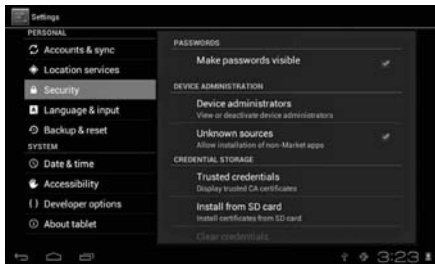 Settings
PERSONAL
Accounts & sync
Location services
Security
Language & input
Backup & reset
SYSTEM
Date & time
Accessibility
{ } Developer options
About tablet
PASSWORDS
Make passwords visible
DEVICE ADMINISTRATION
Device administrators
View or deactivate device administrators
Unknown sources
Allow installation of non-Market apps
CREDENTIAL STORAGE
Trusted credentials
Display trusted CA certificates
Install from SD card
Install certificates from SD card
Clear credentials
3:23